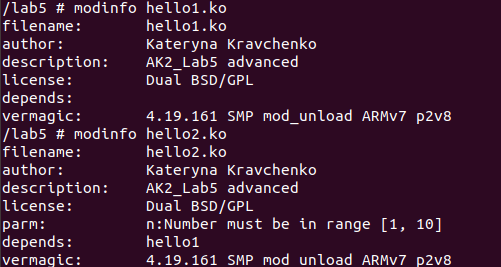 /lab5 # modinfo hello1.ko
filename:       hello1.ko
author:         Kateryna Kravchenko
description:    AK2_Lab5 advanced
license:        Dual BSD/GPL
depends:
vermagic:       4.19.161 SMP mod_unload ARMv7 p2v8
/lab5 # modinfo hello2.ko
filename:       hello2.ko
author:         Kateryna Kravchenko
description:    AK2_Lab5 advanced
license:        Dual BSD/GPL
parm:           n:Number must be in range [1, 10]
depends:        hello1
vermagic:       4.19.161 SMP mod_unload ARMv7 p2v8